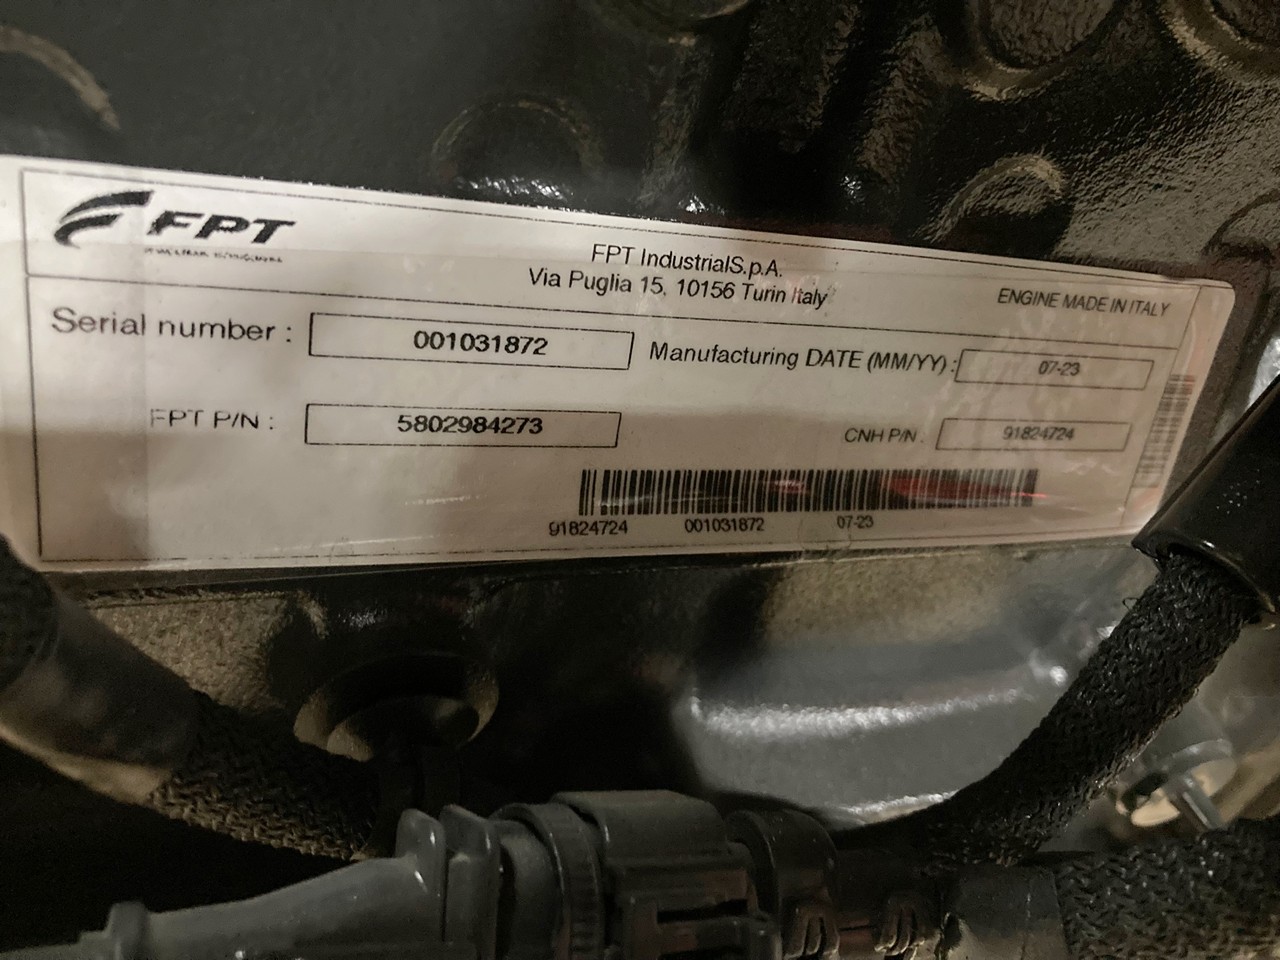 FPT
FPT IndustrialS.p.A.
Via Puglia 15, 10156 Turin Italy
ENGINE MADE IN ITALY
Serial number : 001031872
Manufacturing DATE (MM/YY) : 07-23
FPT P/N : 5802984273
CNH P/N. 91824724
91824724 001031872 07-23